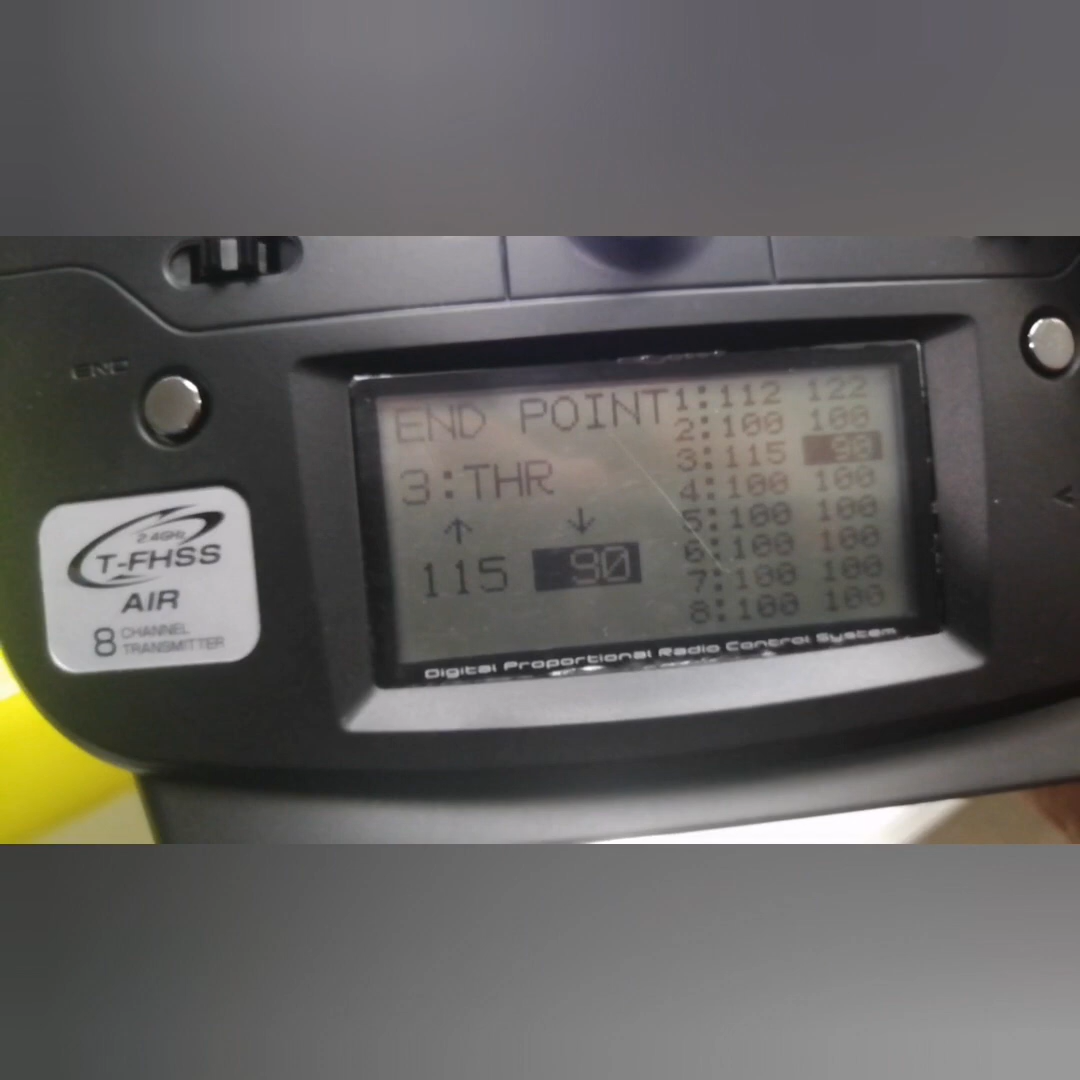 END
END POINT
3:THR
↑ ↓
115 90
1:112 122
2:100 100
3:115 90
4:100 100
5:100 100
6:100 100
7:100 100
8:100 100
2.4GHz
T-FHSS
AIR
8 CHANNEL
TRANSMITTER
Digital Proportional Radio Control System